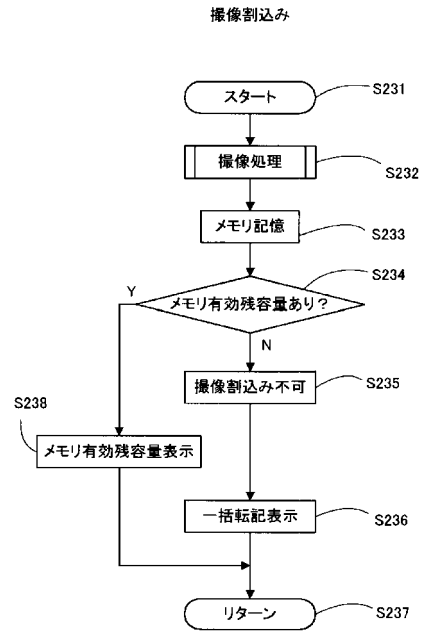 撮像割込み
スタート
S231
撮像処理
S232
メモリ記憶
S233
メモリ有効残容量あり?
S234
Y
N
撮像割込み不可
S235
S238
メモリ有効残容量表示
一括転記表示
S236
リターン
S237